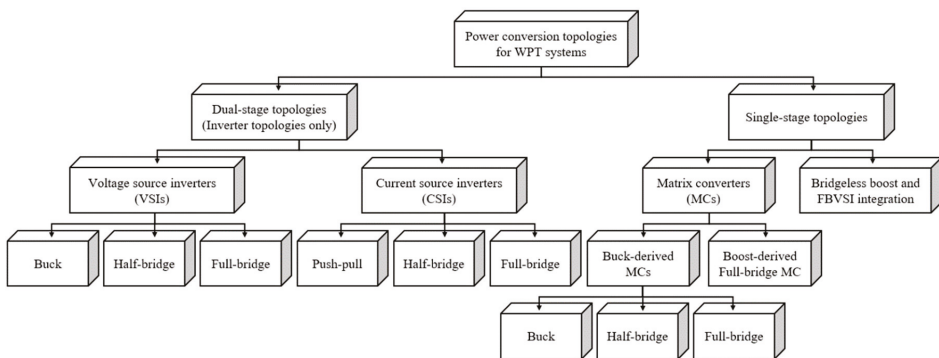 Power conversion topologies
for WPT systems
Dual-stage topologies
(Inverter topologies only)
Single-stage topologies
Voltage source inverters
(VSIs)
Current source inverters
(CSIs)
Matrix converters
(MCs)
Bridgeless boost and
FBVSI integration
Buck
Half-bridge
Full-bridge
Push-pull
Half-bridge
Full-bridge
Buck-derived
MCs
Boost-derived
Full-bridge MC
Buck
Half-bridge
Full-bridge